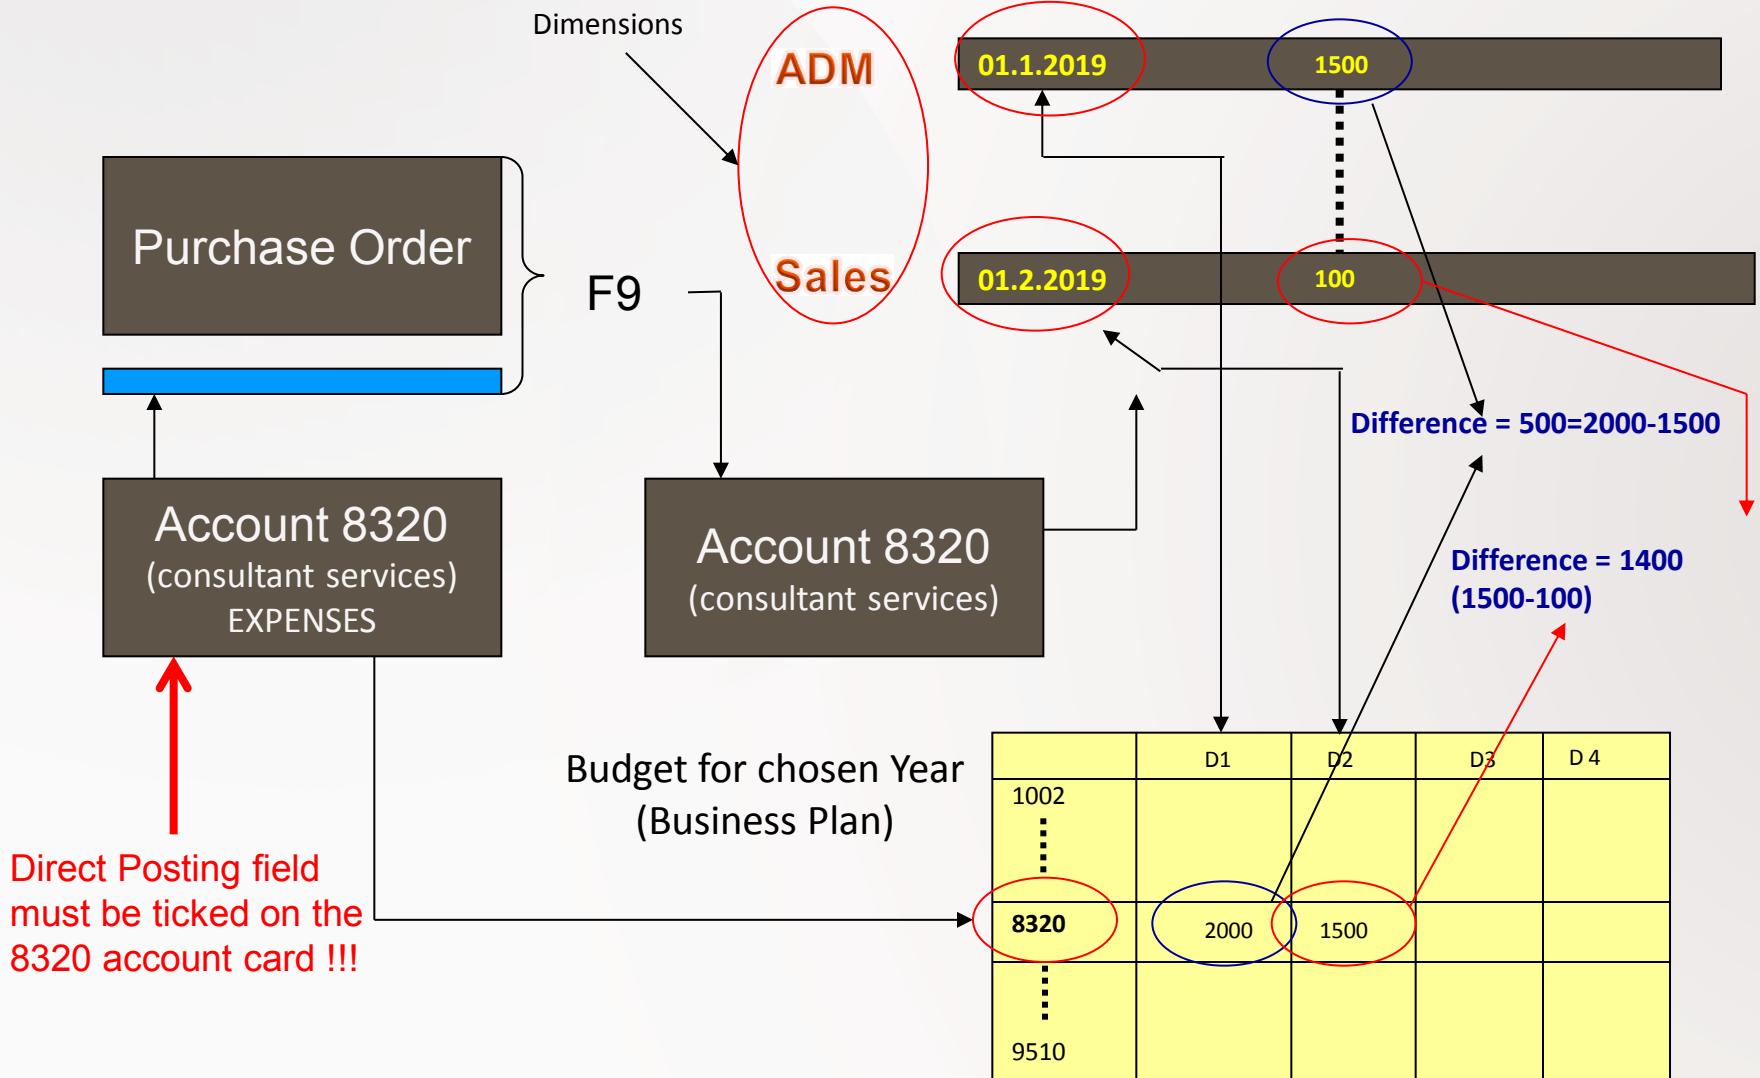 Dimensions
ADM
01.1.2019
1500
Purchase Order
F9
Sales
01.2.2019
100
Difference = 500=2000-1500
Account 8320
(consultant services)
EXPENSES
Account 8320
(consultant services)
Difference = 1400
(1500-100)
Budget for chosen Year
(Business Plan)
D1
D2
D3
D 4
1002
8320
2000
1500
9510
Direct Posting field
must be ticked on the
8320 account card !!!